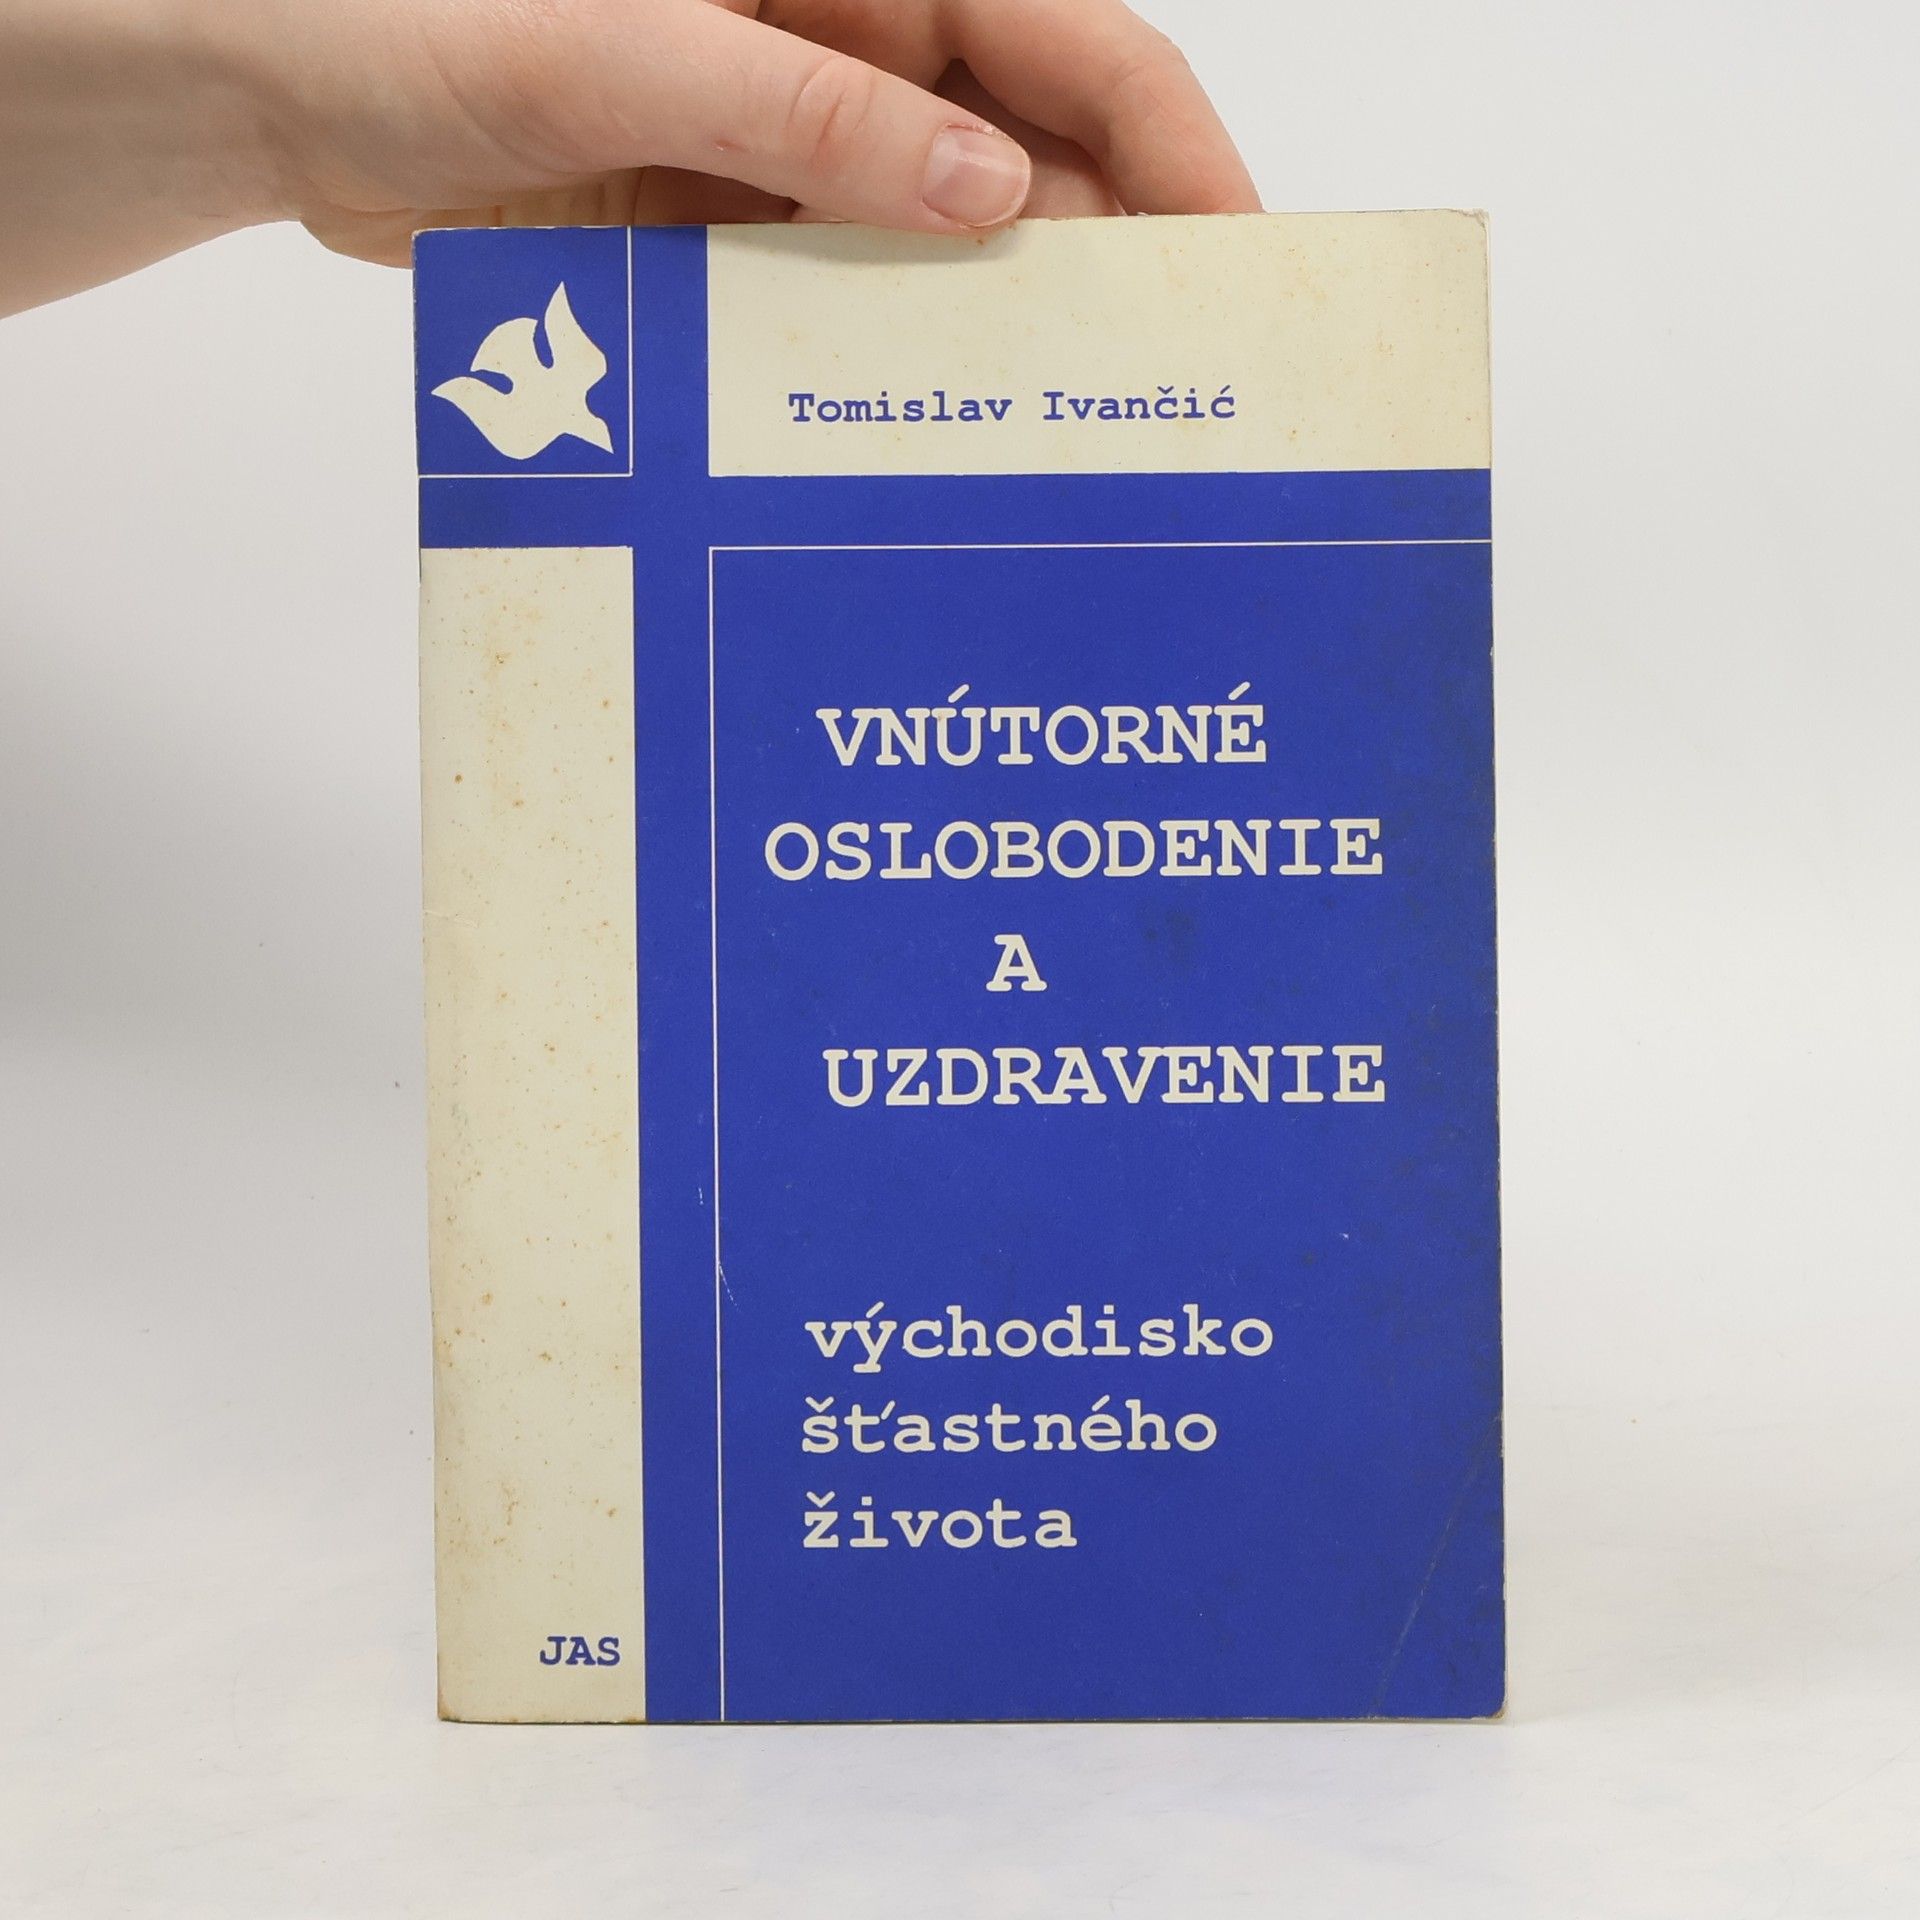 Tomislav Ivančić
VNÚTORNÉ
OSLOBODENIE
A
UZDRAVENIE
východisko
šťastného
života
JAS